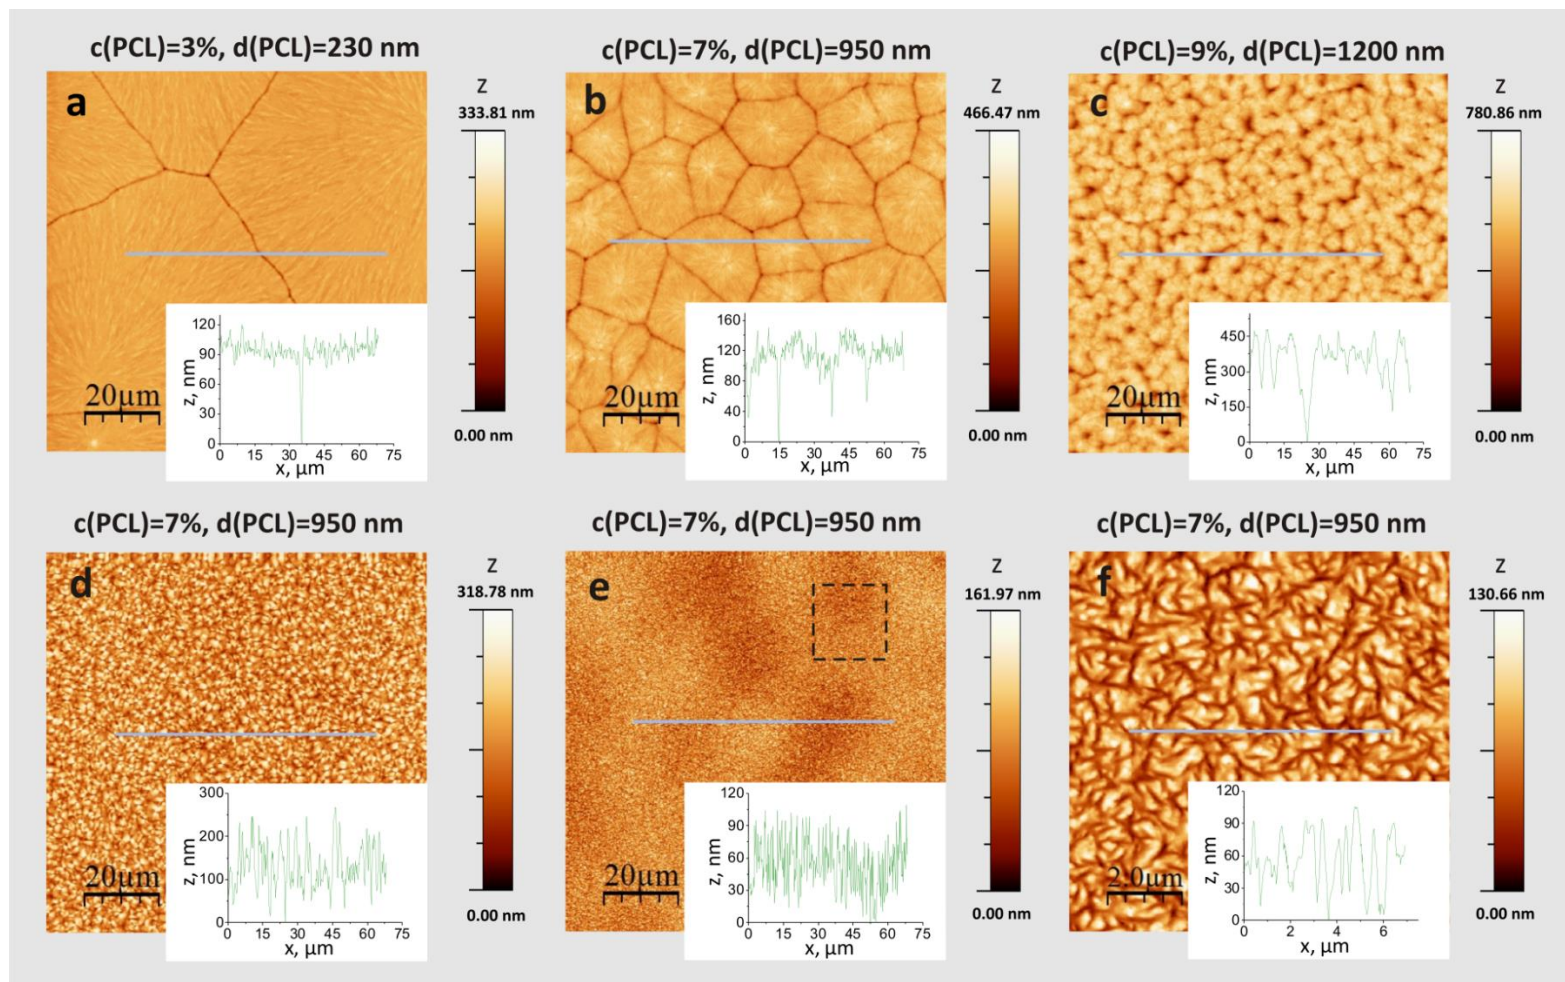 c(PCL)=3%, d(PCL)=230 nm
a
Z
333.81 nm
0.00 nm
20µm
z, nm
120
90
60
30
0
0 15 30 45 60 75
x, µm
c(PCL)=7%, d(PCL)=950 nm
b
Z
466.47 nm
0.00 nm
20µm
z, nm
160
120
80
40
0
0 15 30 45 60 75
x, µm
c(PCL)=9%, d(PCL)=1200 nm
c
Z
780.86 nm
0.00 nm
20µm
z, nm
450
300
150
0
0 15 30 45 60 75
x, µm
c(PCL)=7%, d(PCL)=950 nm
d
Z
318.78 nm
0.00 nm
20µm
z, nm
300
200
100
0
0 15 30 45 60 75
x, µm
c(PCL)=7%, d(PCL)=950 nm
e
Z
161.97 nm
0.00 nm
20µm
z, nm
120
90
60
30
0
0 15 30 45 60 75
x, µm
c(PCL)=7%, d(PCL)=950 nm
f
Z
130.66 nm
0.00 nm
2.0µm
z, nm
120
90
60
30
0
0 2 4 6
x, µm